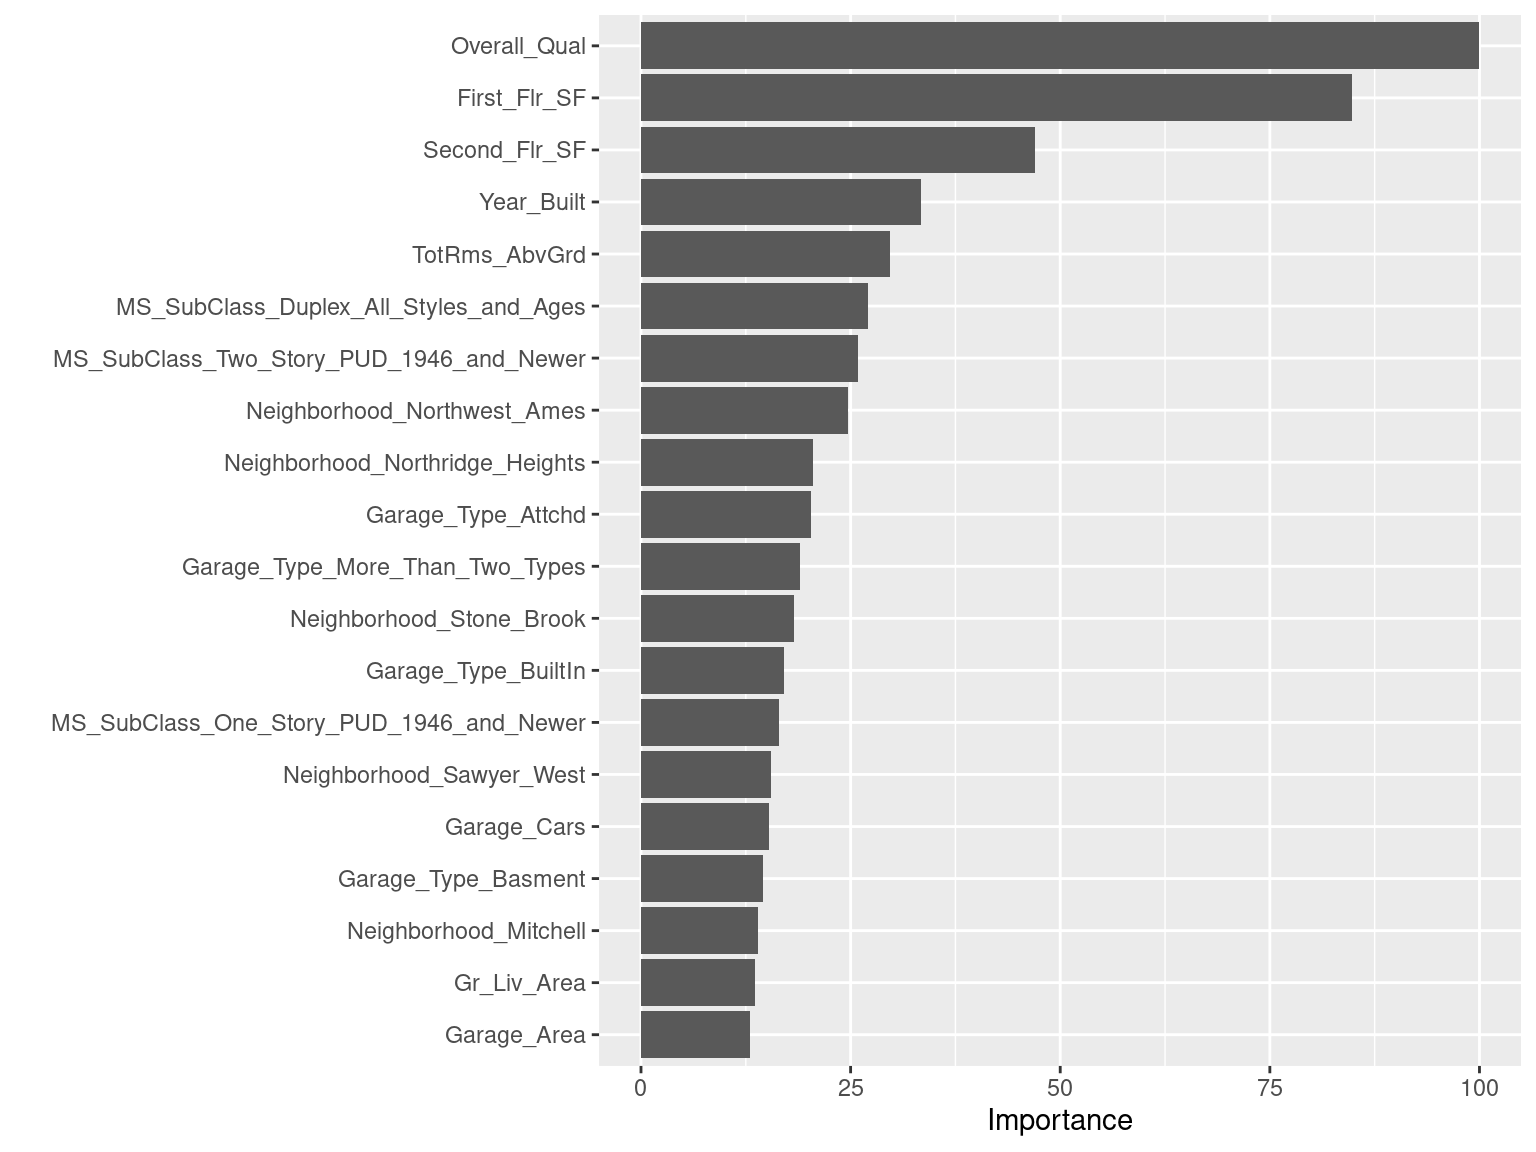 Overall_Qual
First_Flr_SF
Second_Flr_SF
Year_Built
TotRms_AbvGrd
MS_SubClass_Duplex_All_Styles_and_Ages
MS_SubClass_Two_Story_PUD_1946_and_Newer
Neighborhood_Northwest_Ames
Neighborhood_Northridge_Heights
Garage_Type_Attchd
Garage_Type_More_Than_Two_Types
Neighborhood_Stone_Brook
Garage_Type_BuiltIn
MS_SubClass_One_Story_PUD_1946_and_Newer
Neighborhood_Sawyer_West
Garage_Cars
Garage_Type_Basment
Neighborhood_Mitchell
Gr_Liv_Area
Garage_Area
0 25 50 75 100
Importance